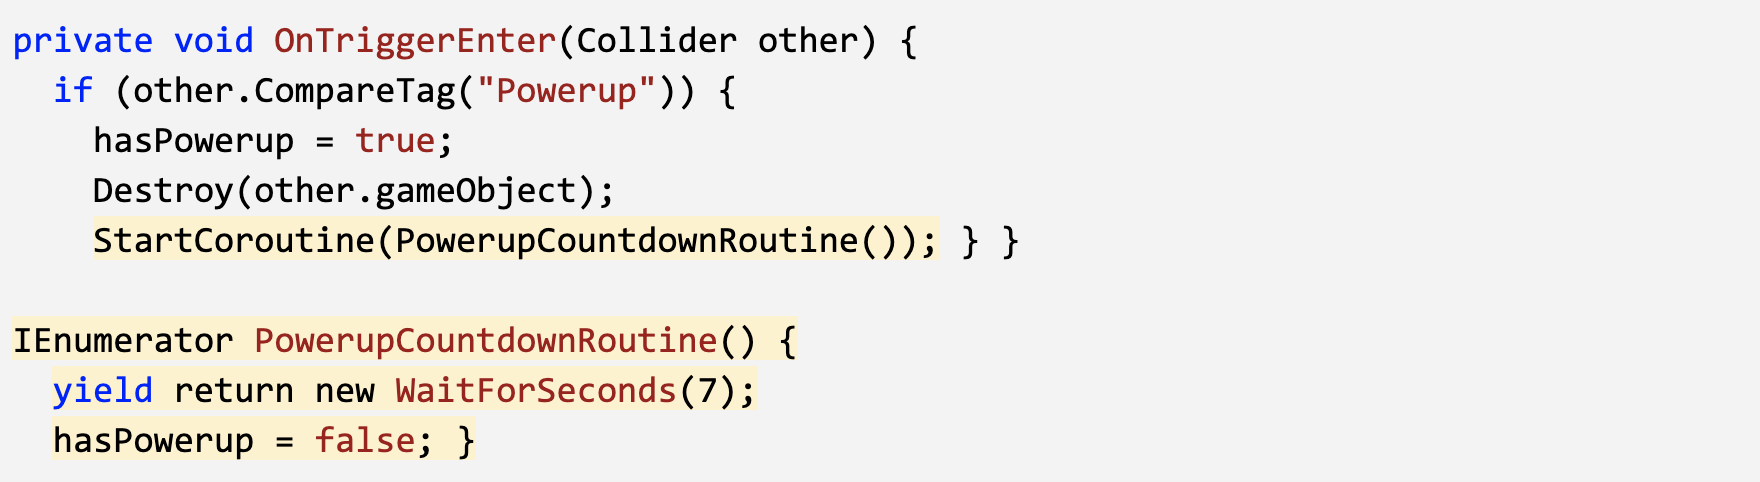 private void OnTriggerEnter(Collider other) {
  if (other.CompareTag("Powerup")) {
    hasPowerup = true;
    Destroy(other.gameObject);
    StartCoroutine(PowerupCountdownRoutine()); } }

IEnumerator PowerupCountdownRoutine() {
  yield return new WaitForSeconds(7);
  hasPowerup = false; }